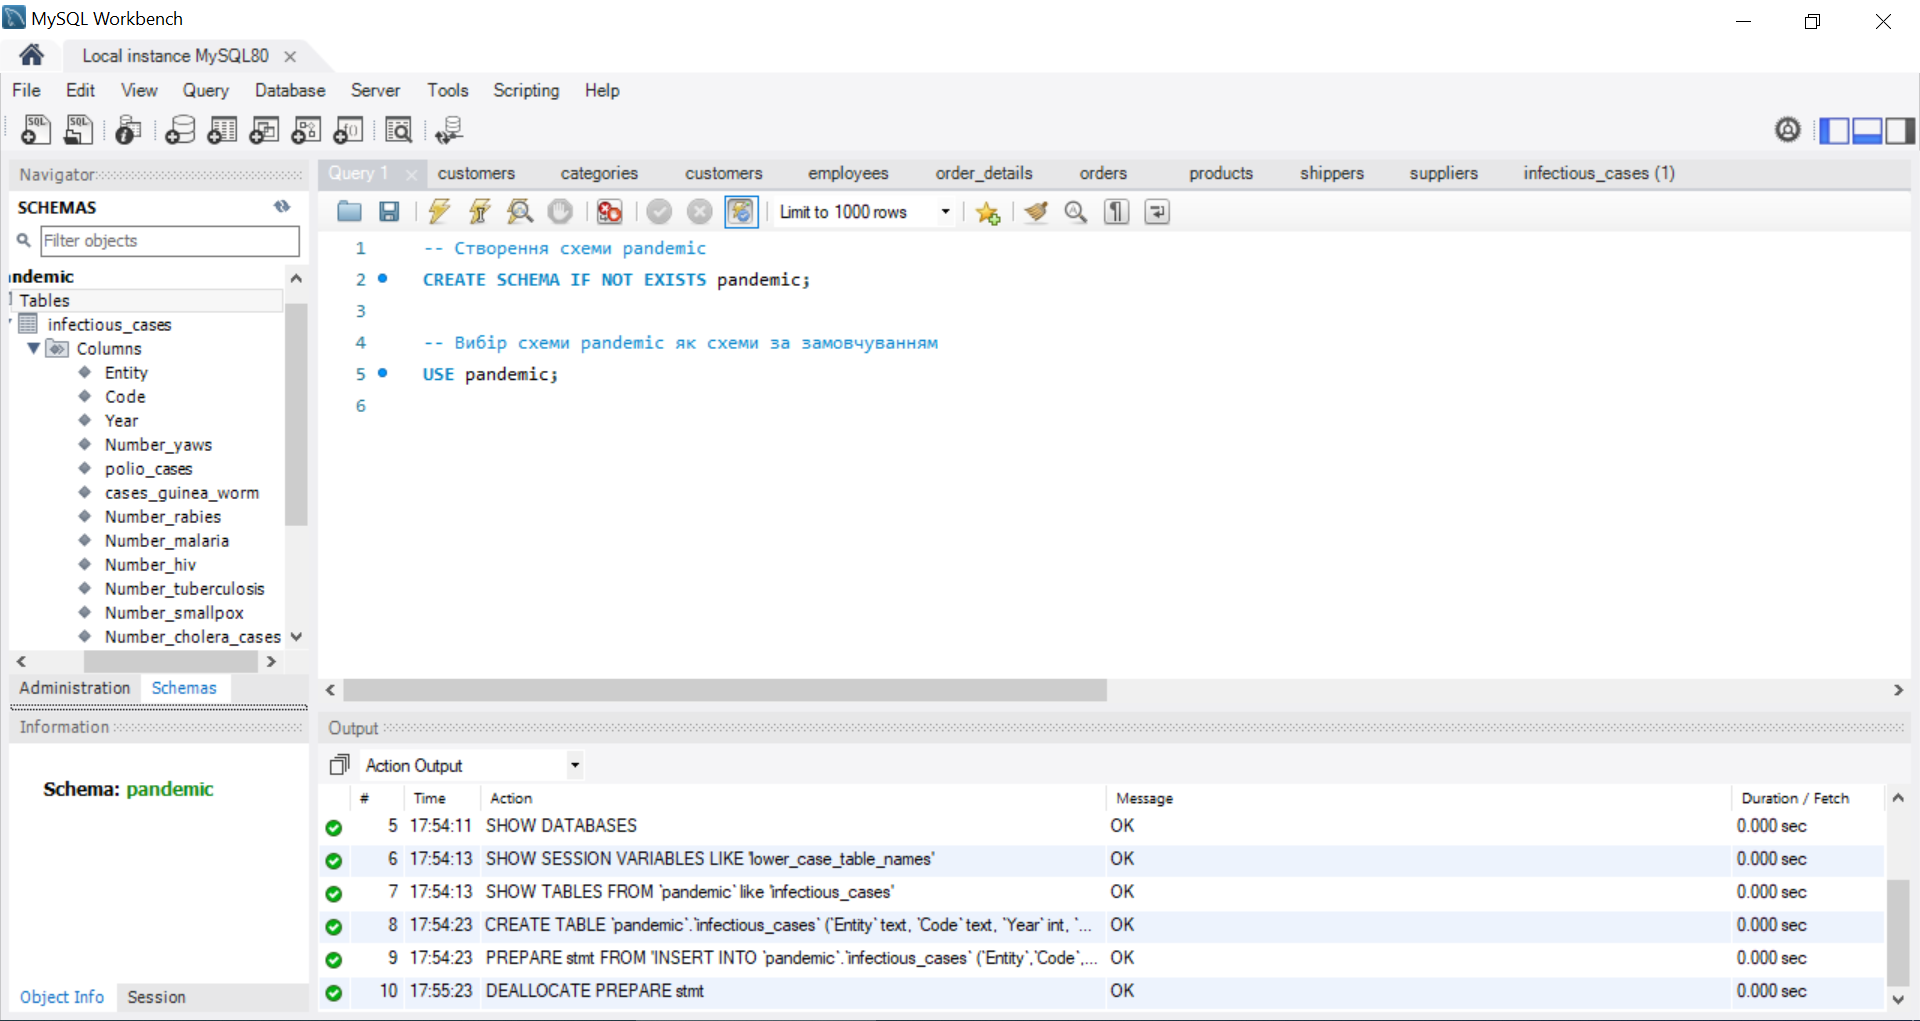 MySQL Workbench
Local instance MySQL80
File Edit View Query Database Server Tools Scripting Help
Navigator
SCHEMAS
Filter objects
ndemic
Tables
infectious_cases
Columns
Entity
Code
Year
Number_yaws
polio_cases
cases_guinea_worm
Number_rabies
Number_malaria
Number_hiv
Number_tuberculosis
Number_smallpox
Number_cholera_cases
Administration Schemas
Information
Schema: pandemic
Object Info Session
Query 1 customers categories customers employees order_details orders products shippers suppliers infectious_cases (1)
Limit to 1000 rows
1 -- Створення схеми pandemic
2 CREATE SCHEMA IF NOT EXISTS pandemic;
3
4 -- Вибір схеми pandemic як схеми за замовчуванням
5 USE pandemic;
6
Output
Action Output
# Time Action Message Duration / Fetch
5 17:54:11 SHOW DATABASES OK 0.000 sec
6 17:54:13 SHOW SESSION VARIABLES LIKE 'lower_case_table_names' OK 0.000 sec
7 17:54:13 SHOW TABLES FROM `pandemic` like 'infectious_cases' OK 0.000 sec
8 17:54:23 CREATE TABLE `pandemic`.`infectious_cases` (`Entity` text, `Code` text, `Year` int, `... OK 0.000 sec
9 17:54:23 PREPARE stmt FROM 'INSERT INTO `pandemic`.`infectious_cases` (`Entity`,`Code`,... OK 0.000 sec
10 17:55:23 DEALLOCATE PREPARE stmt OK 0.000 sec